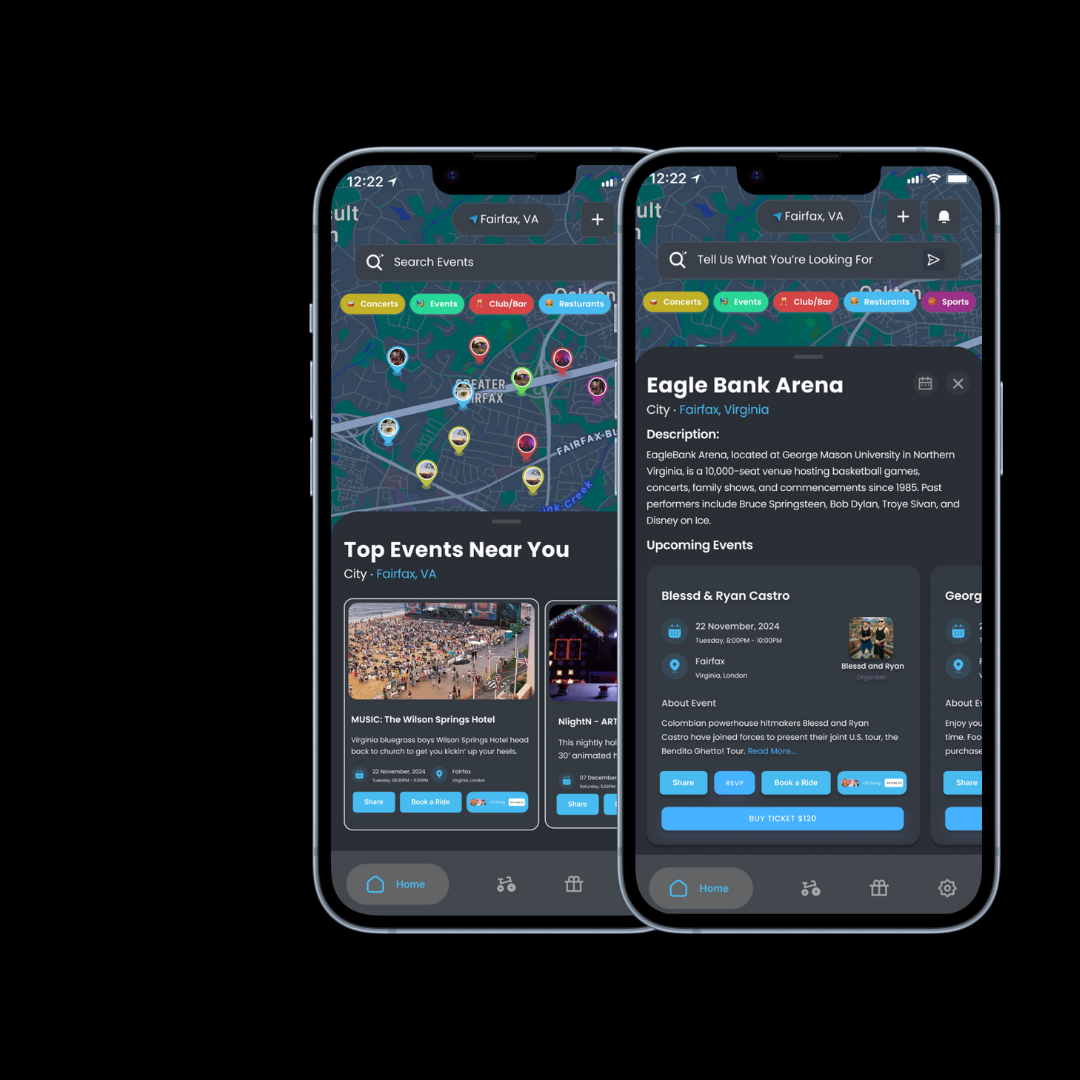 12:22
cult
Fairfax, VA
+
Search Events
Oakton
Concerts
Events
Club/Bar
Resturants
GREATER
FAIRFAX
FAIRFAX BL
ink Creek
Top Events Near You
City · Fairfax, VA
MUSIC: The Wilson Springs Hotel
Virginia bluegrass boys Wilson Springs Hotel head
back to church to get you kickin' up your heels.
22 November, 2024
Fairfax
Virginia, London
Share
Book a Ride
NlightN - ART
This nightly hol
30' animated h
07 December
Saturday, 5:00PM
Share
Home
12:22
ult
Fairfax, VA
+
Tell Us What You're Looking For
Oakton
Concerts
Events
Club/Bar
Resturants
Sports
Eagle Bank Arena
City · Fairfax, Virginia
Description:
EagleBank Arena, located at George Mason University in Northern
Virginia, is a 10,000-seat venue hosting basketball games,
concerts, family shows, and commencements since 1985. Past
performers include Bruce Springsteen, Bob Dylan, Troye Sivan, and
Disney on Ice.
Upcoming Events
Blessd & Ryan Castro
22 November, 2024
Tuesday, 8:00PM - 10:00PM
Fairfax
Virginia, London
Blessd and Ryan
Organizer
About Event
Colombian powerhouse hitmakers Blessd and Ryan
Castro have joined forces to present their joint U.S. tour, the
Bendito Ghetto! Tour. Read More...
Share
RSVP
Book a Ride
BUY TICKET $120
Georg
About Ev
Enjoy you
time. Foo
purchase
Share
Home